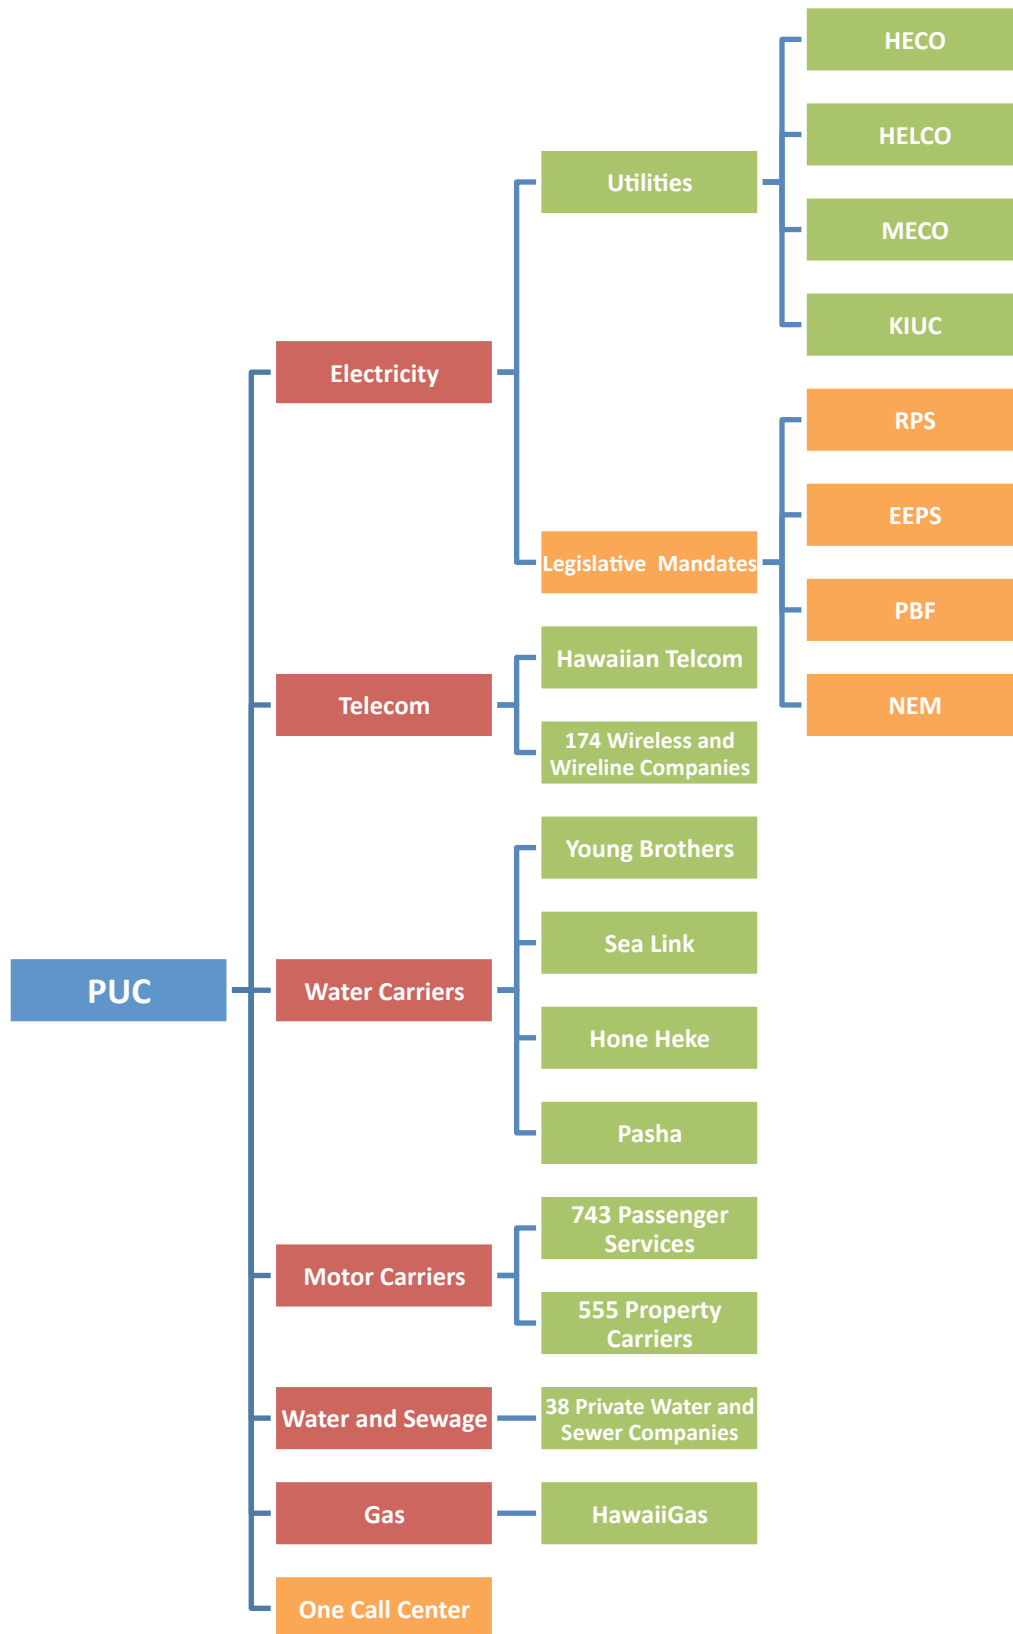 PUC
Electricity
Utilities
HECO
HELCO
MECO
KIUC
Legislative Mandates
RPS
EEPS
PBF
NEM
Telecom
Hawaiian Telcom
174 Wireless and
Wireline Companies
Water Carriers
Young Brothers
Sea Link
Hone Heke
Pasha
Motor Carriers
743 Passenger
Services
555 Property
Carriers
Water and Sewage
38 Private Water and
Sewer Companies
Gas
HawaiiGas
One Call Center